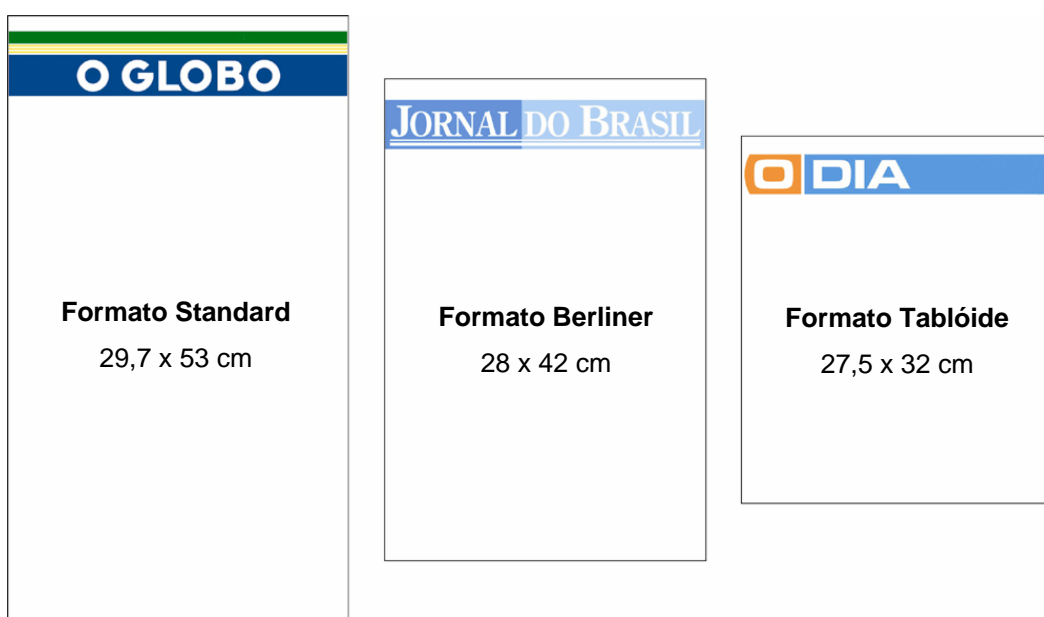 O GLOBO
Formato Standard
29,7 x 53 cm
JORNAL DO BRASIL
Formato Berliner
28 x 42 cm
O DIA
Formato Tablóide
27,5 x 32 cm